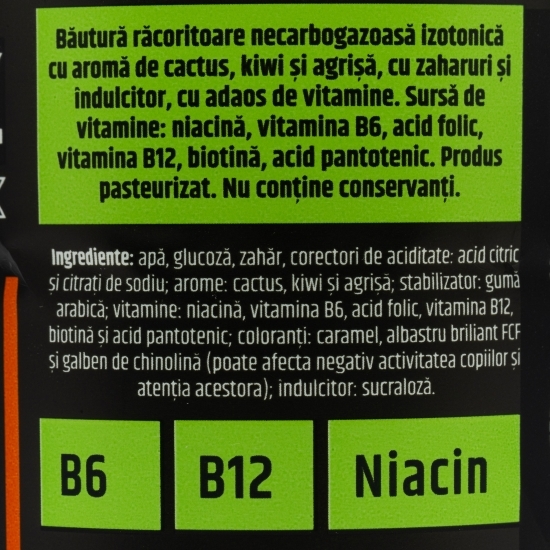 Băutură răcoritoare necarbogazoasă izotonică
cu aromă de cactus, kiwi și agrișă, cu zaharuri și
îndulcitor, cu adaos de vitamine. Sursă de
vitamine: niacină, vitamina B6, acid folic,
vitamina B12, biotină, acid pantotenic. Produs
pasteurizat. Nu conține conservanți.
Ingrediente: apă, glucoză, zahăr, corectori de aciditate: acid citric
și citrați de sodiu; arome: cactus, kiwi și agrișă; stabilizator: gumă
arabică; vitamine: niacină, vitamina B6, acid folic, vitamina B12,
biotină și acid pantotenic; coloranți: caramel, albastru briliant FCF
și galben de chinolină (poate afecta negativ activitatea copiilor și
atenția acestora); indulcitor: sucraloză.
B6 B12 Niacin